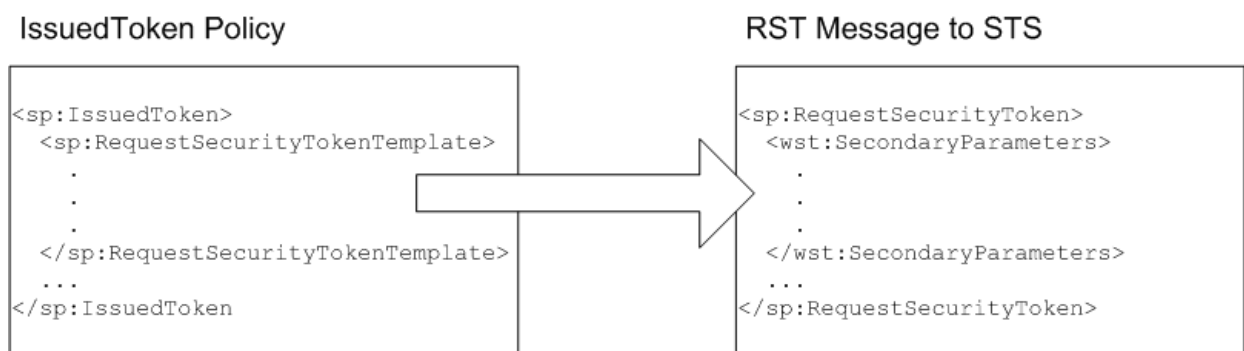 IssuedToken Policy
<sp:IssuedToken>
<sp:RequestSecurityTokenTemplate>
.
.
.
</sp:RequestSecurityTokenTemplate>
...
</sp:IssuedToken
RST Message to STS
<sp:RequestSecurityToken>
<wst:SecondaryParameters>
.
.
.
</wst:SecondaryParameters>
...
</sp:RequestSecurityToken>